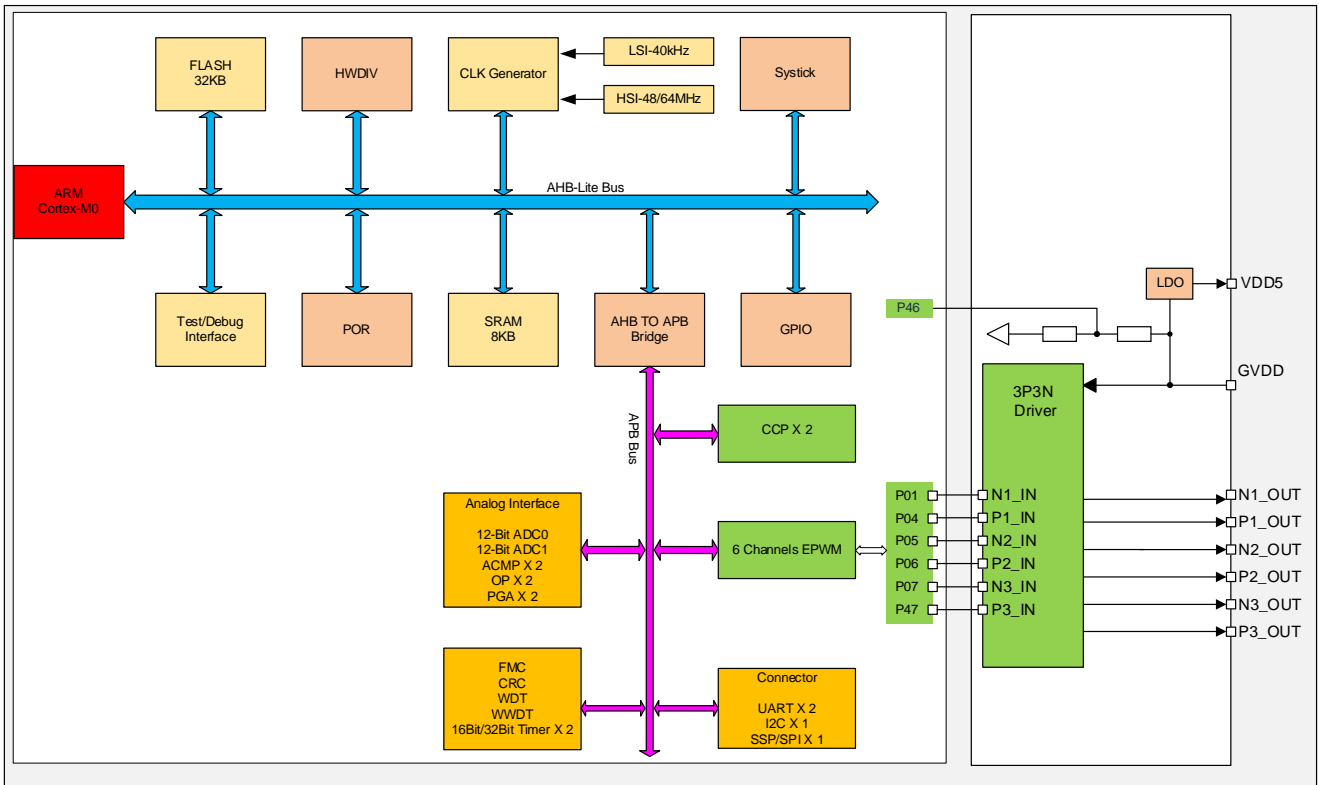 FLASH
32KB
HWDIV
CLK Generator
LSI-40kHz
HSI-48/64MHz
Systick
ARM
Cortex-M0
AHB-Lite Bus
Test/Debug
Interface
POR
SRAM
8KB
AHB TO APB
Bridge
GPIO
P46
LDO
VDD5
GVDD
3P3N
Driver
APB Bus
CCP X 2
Analog Interface
12-Bit ADC0
12-Bit ADC1
ACMP X 2
OP X 2
PGA X 2
6 Channels EPWM
P01
P04
P05
P06
P07
P47
N1_IN
P1_IN
N2_IN
P2_IN
N3_IN
P3_IN
N1_OUT
P1_OUT
N2_OUT
P2_OUT
N3_OUT
P3_OUT
FMC
CRC
WDT
WWDT
16Bit/32Bit Timer X 2
Connector
UART X 2
I2C X 1
SSP/SPI X 1